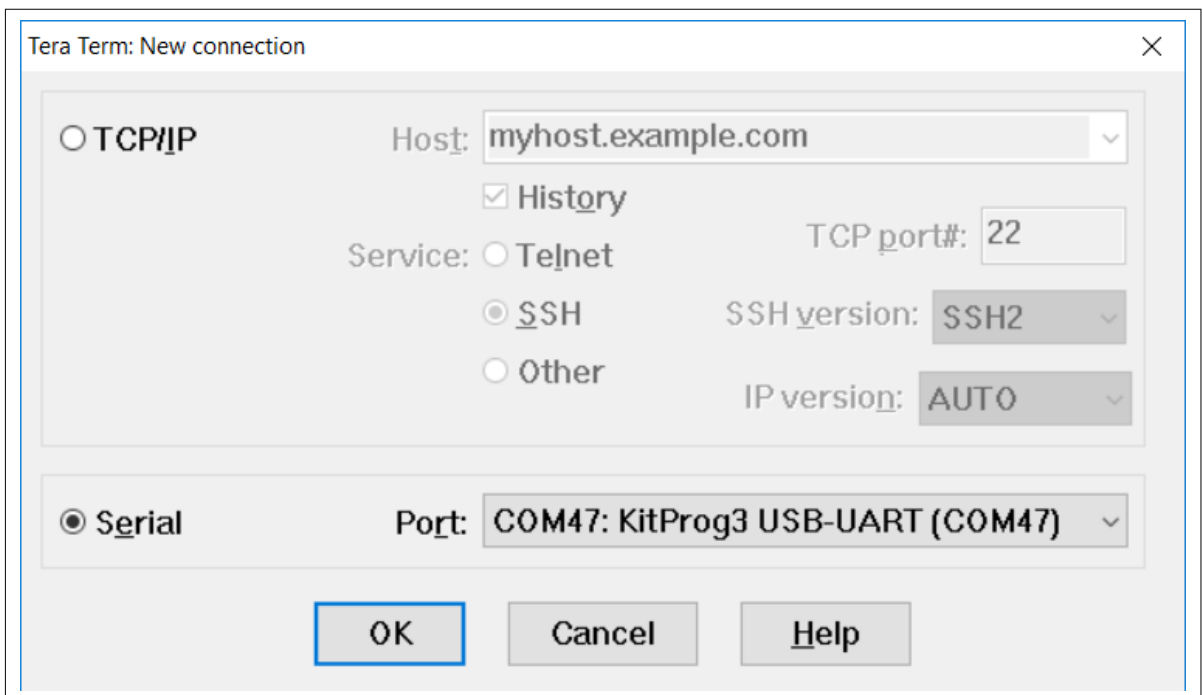 Tera Term: New connection
TCP/IP Host: myhost.example.com
History
Service: Telnet TCP port#: 22
SSH SSH version: SSH2
Other IP version: AUTO
Serial Port: COM47: KitProg3 USB-UART (COM47)
OK Cancel Help